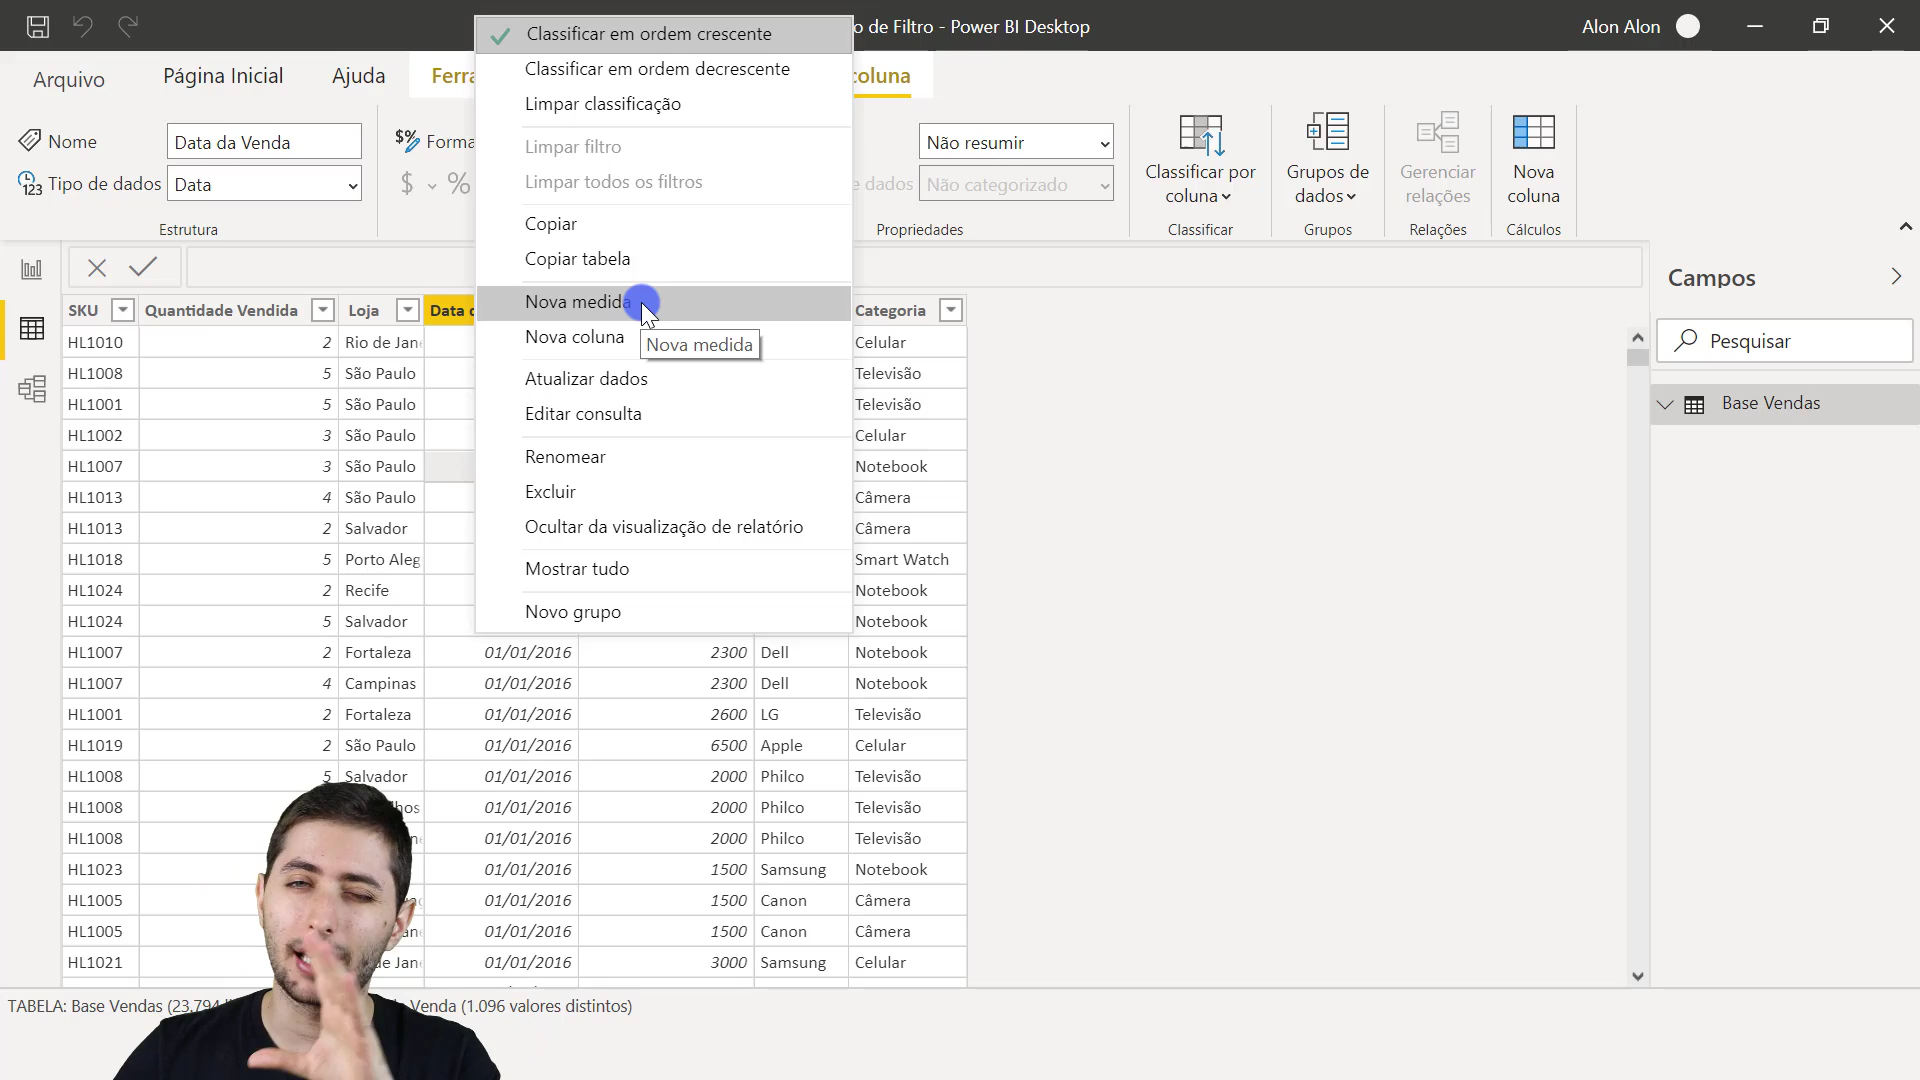 o de Filtro - Power BI Desktop
Alon Alon
Arquivo
Página Inicial
Ajuda
Ferra
coluna
Nome
Data da Venda
Tipo de dados
Data
Estrutura
Forma
$ %
Classificar em ordem crescente
Classificar em ordem decrescente
Limpar classificação
Limpar filtro
Limpar todos os filtros
Copiar
Copiar tabela
Nova medida
Nova coluna
Nova medida
Atualizar dados
Editar consulta
Renomear
Excluir
Ocultar da visualização de relatório
Mostrar tudo
Novo grupo
Não resumir
e dados
Não categorizado
Propriedades
Classificar por
coluna
Classificar
Grupos de
dados
Grupos
Gerenciar
relações
Relações
Nova
coluna
Cálculos
Campos
Pesquisar
Base Vendas
SKU Quantidade Vendida Loja Data d Categoria
HL1010 2 Rio de Jan Celular
HL1008 5 São Paulo Televisão
HL1001 5 São Paulo Televisão
HL1002 3 São Paulo Celular
HL1007 3 São Paulo Notebook
HL1013 4 São Paulo Câmera
HL1013 2 Salvador Câmera
HL1018 5 Porto Aleg Smart Watch
HL1024 2 Recife Notebook
HL1024 5 Salvador Notebook
HL1007 2 Fortaleza 01/01/2016 2300 Dell Notebook
HL1007 4 Campinas 01/01/2016 2300 Dell Notebook
HL1001 2 Fortaleza 01/01/2016 2600 LG Televisão
HL1019 2 São Paulo 01/01/2016 6500 Apple Celular
HL1008 5 Salvador 01/01/2016 2000 Philco Televisão
HL1008 hos 01/01/2016 2000 Philco Televisão
HL1008 01/01/2016 2000 Philco Televisão
HL1023 01/01/2016 1500 Samsung Notebook
HL1005 01/01/2016 1500 Canon Câmera
HL1005 01/01/2016 1500 Canon Câmera
HL1021 de Jan 01/01/2016 3000 Samsung Celular
TABELA: Base Vendas (23.794 Venda (1.096 valores distintos)